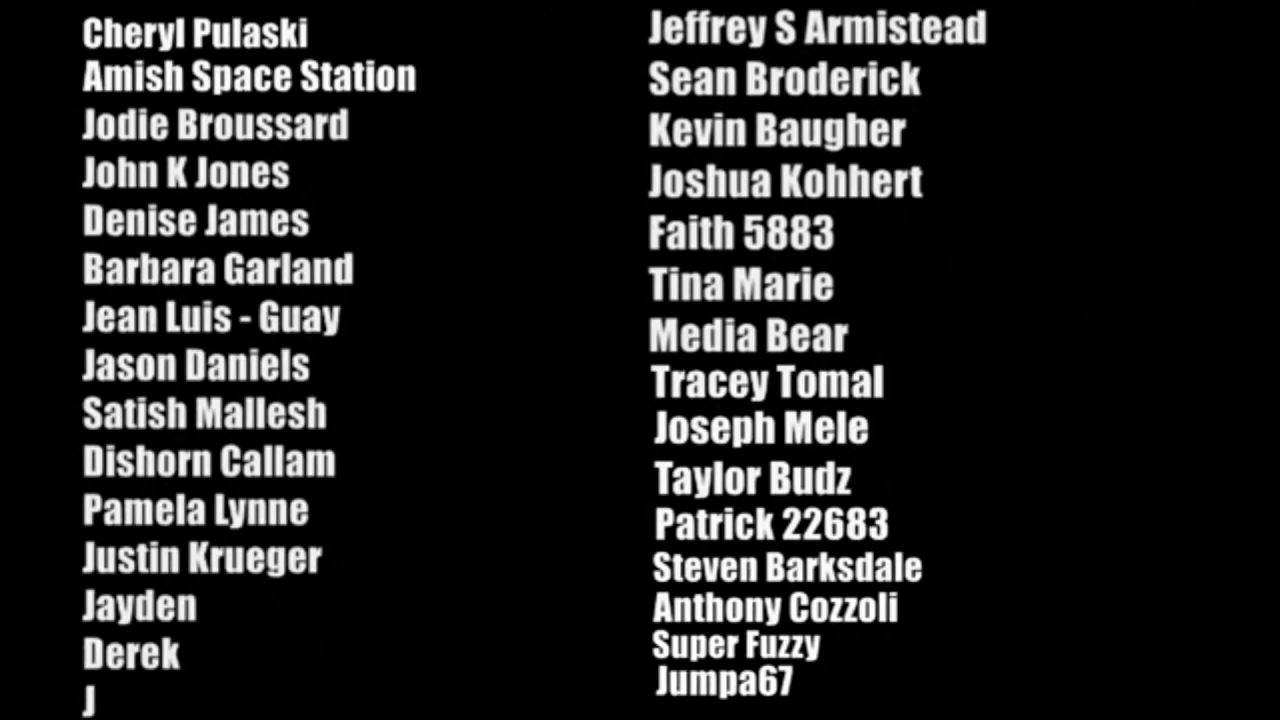 Cheryl Pulaski
Amish Space Station
Jodie Broussard
John K Jones
Denise James
Barbara Garland
Jean Luis - Guay
Jason Daniels
Satish Mallesh
Dishorn Callam
Pamela Lynne
Justin Krueger
Jayden
Derek
J
Jeffrey S Armistead
Sean Broderick
Kevin Baugher
Joshua Kohhert
Faith 5883
Tina Marie
Media Bear
Tracey Tomal
Joseph Mele
Taylor Budz
Patrick 22683
Steven Barksdale
Anthony Cozzoli
Super Fuzzy
Jumpa67